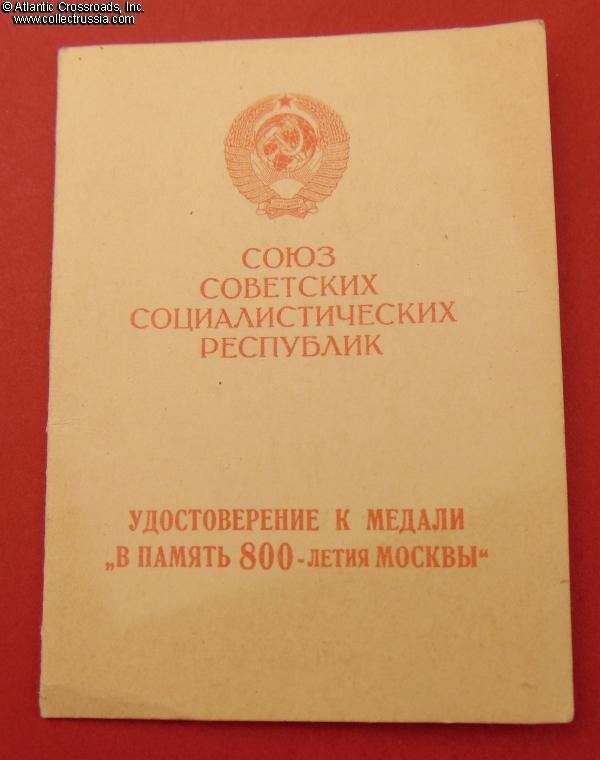 © Atlantic Crossroads, Inc.
www.collectrussia.com
СОЮЗ
СОВЕТСКИХ
СОЦИАЛИСТИЧЕСКИХ
РЕСПУБЛИК
УДОСТОВЕРЕНИЕ К МЕДАЛИ
„В ПАМЯТЬ 800-ЛЕТИЯ МОСКВЫ“